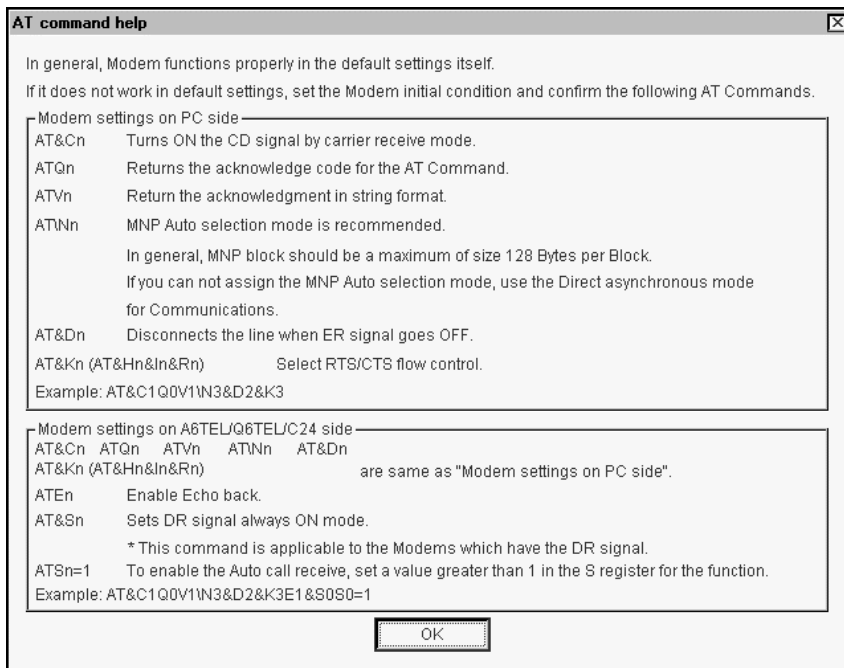 AT command help
In general, Modem functions properly in the default settings itself.
If it does not work in default settings, set the Modem initial condition and confirm the following AT Commands.
Modem settings on PC side
AT&Cn Turns ON the CD signal by carrier receive mode.
ATQn Returns the acknowledge code for the AT Command.
ATVn Return the acknowledgment in string format.
AT\Nn MNP Auto selection mode is recommended.
In general, MNP block should be a maximum of size 128 Bytes per Block.
If you can not assign the MNP Auto selection mode, use the Direct asynchronous mode
for Communications.
AT&Dn Disconnects the line when ER signal goes OFF.
AT&Kn (AT&Hn&In&Rn) Select RTS/CTS flow control.
Example: AT&C1Q0V1\N3&D2&K3
Modem settings on A6TEL/Q6TEL/C24 side
AT&Cn ATQn ATVn AT\Nn AT&Dn
AT&Kn (AT&Hn&In&Rn) are same as "Modem settings on PC side".
ATEn Enable Echo back.
AT&Sn Sets DR signal always ON mode.
* This command is applicable to the Modems which have the DR signal.
ATSn=1 To enable the Auto call receive, set a value greater than 1 in the S register for the function.
Example: AT&C1Q0V1\N3&D2&K3E1&S0S0=1
OK